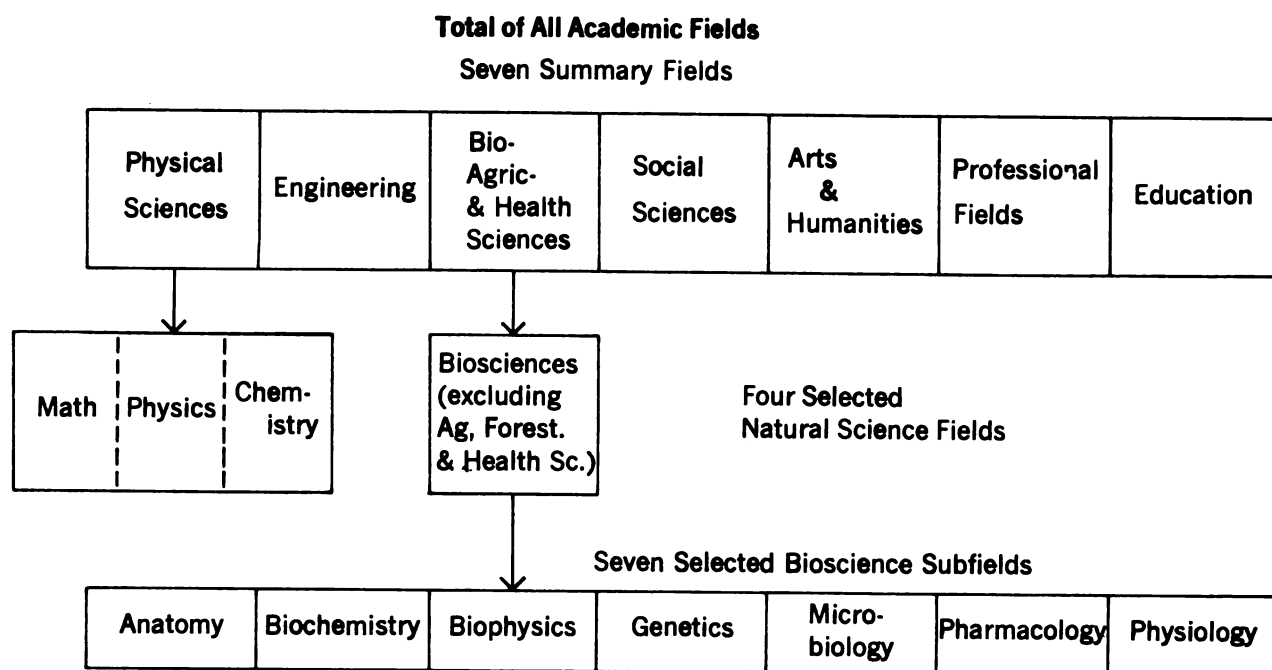 Total of All Academic Fields
Seven Summary Fields
Physical
Sciences
Engineering
Bio-
Agric-
& Health
Sciences
Social
Sciences
Arts
&
Humanities
Professional
Fields
Education
Math
Physics
Chem-
istry
Biosciences
(excluding
Ag, Forest.
& Health Sc.)
Four Selected
Natural Science Fields
Seven Selected Bioscience Subfields
Anatomy
Biochemistry
Biophysics
Genetics
Micro-
biology
Pharmacology
Physiology